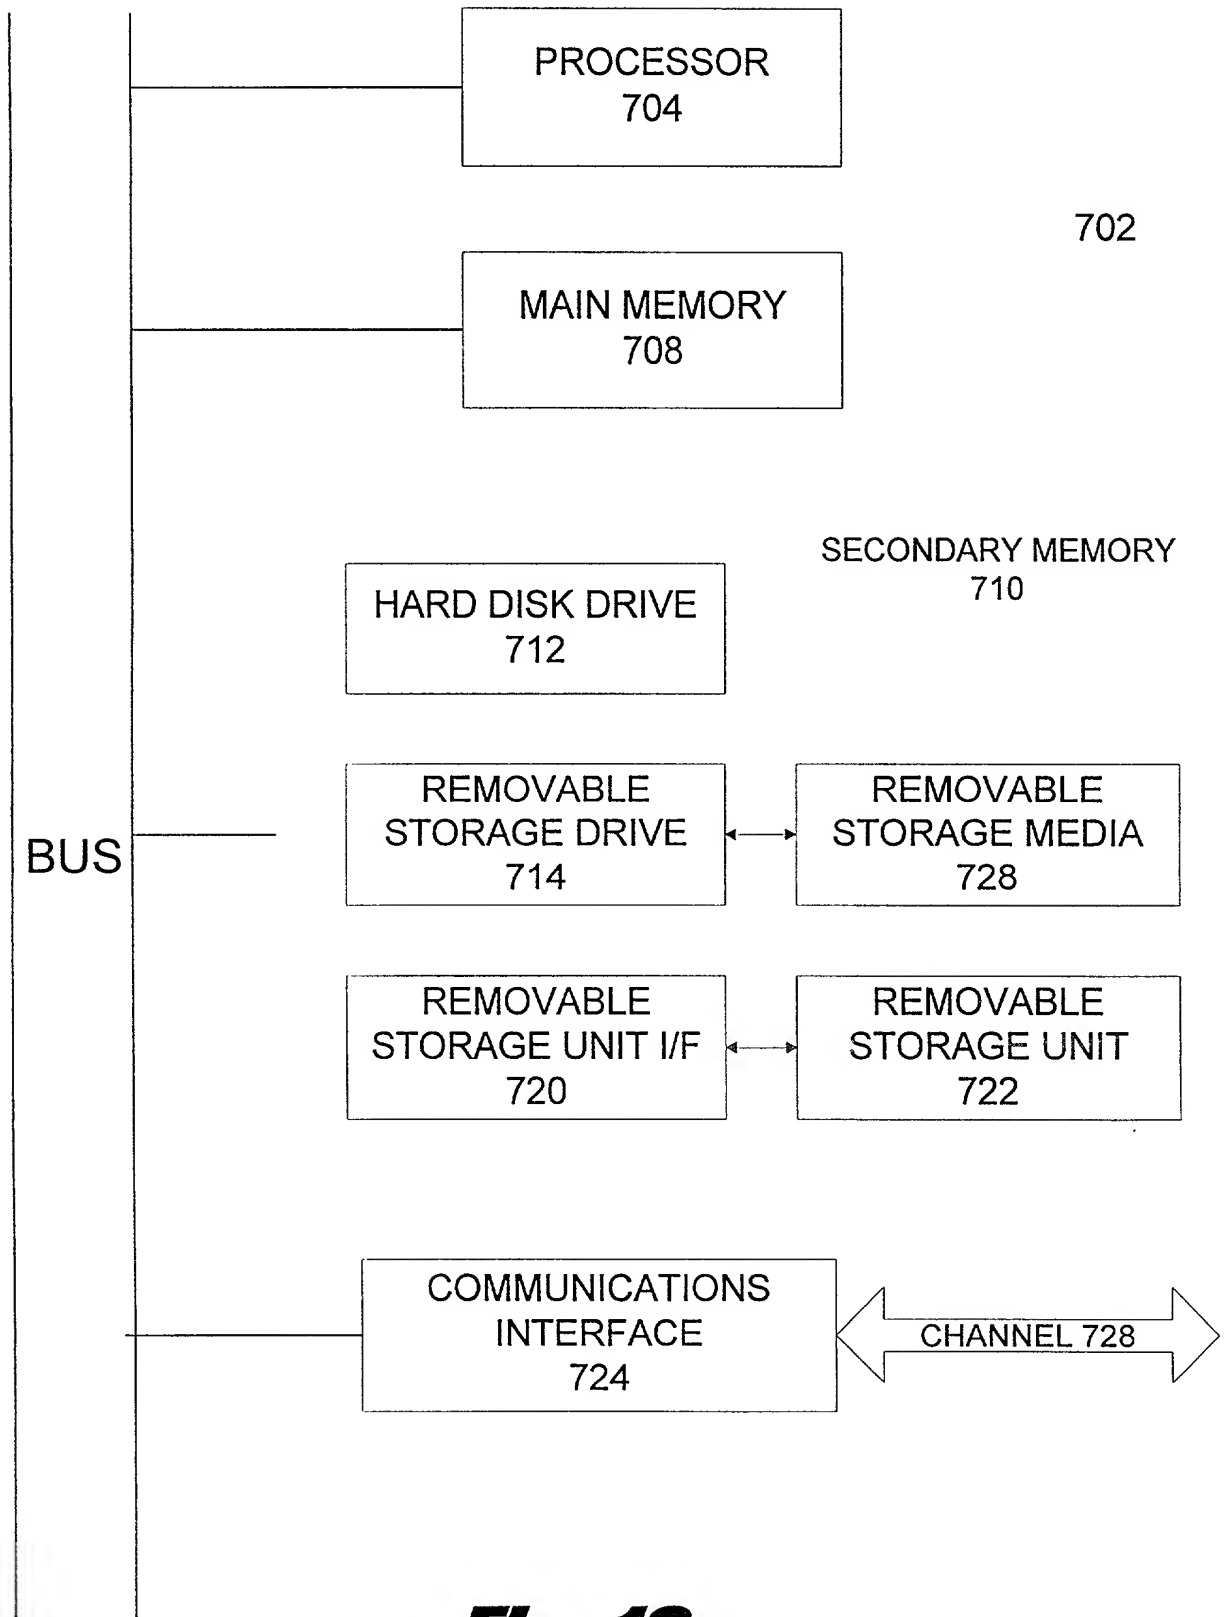 PROCESSOR
704
702
MAIN MEMORY
708
SECONDARY MEMORY
710
HARD DISK DRIVE
712
BUS
REMOVABLE
STORAGE DRIVE
714
REMOVABLE
STORAGE MEDIA
728
REMOVABLE
STORAGE UNIT I/F
720
REMOVABLE
STORAGE UNIT
722
COMMUNICATIONS
INTERFACE
724
CHANNEL 728